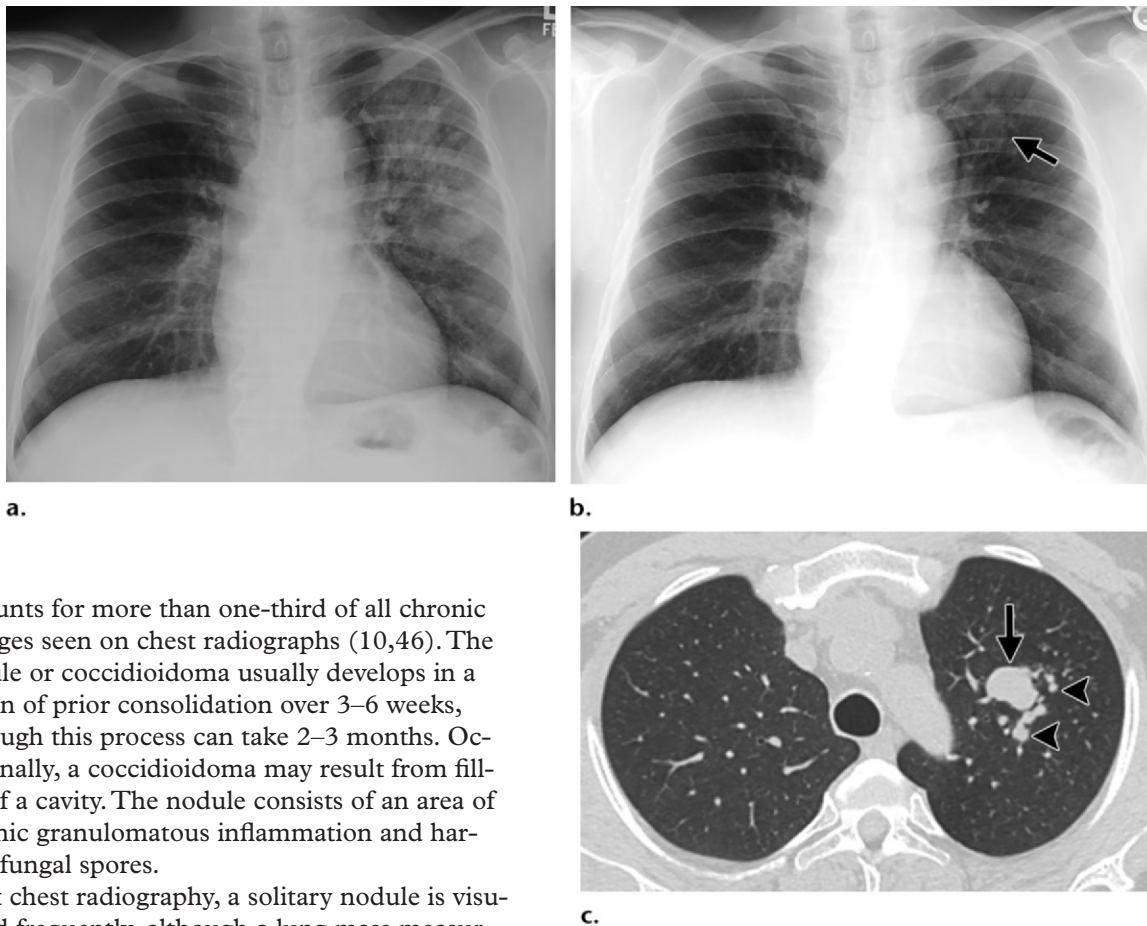 FE
a.
b.
unts for more than one-third of all chronic
ges seen on chest radiographs (10,46). The
ule or coccidioidoma usually develops in a
n of prior consolidation over 3–6 weeks,
ugh this process can take 2–3 months. Oc-
nally, a coccidioidoma may result from fill-
f a cavity. The nodule consists of an area of
nic granulomatous inflammation and har-
fungal spores.
t chest radiography, a solitary nodule is visu-
c.